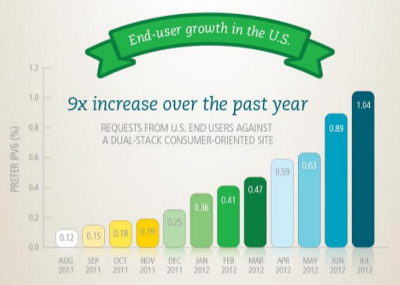 End-user growth in the U.S.
9x increase over the past year
REQUESTS FROM U.S. END USERS AGAINST
A DUAL-STACK CONSUMER-ORIENTED SITE
PREFER IPV6 (%)
1.2
1.0
0.8
0.6
0.4
0.2
0.0
0.12
0.15
0.18
0.19
0.25
0.36
0.41
0.47
0.59
0.63
0.89
1.04
AUG 2011
SEP 2011
OCT 2011
NOV 2011
DEC 2011
JAN 2012
FEB 2012
MAR 2012
APR 2012
MAY 2012
JUN 2012
JUL 2012